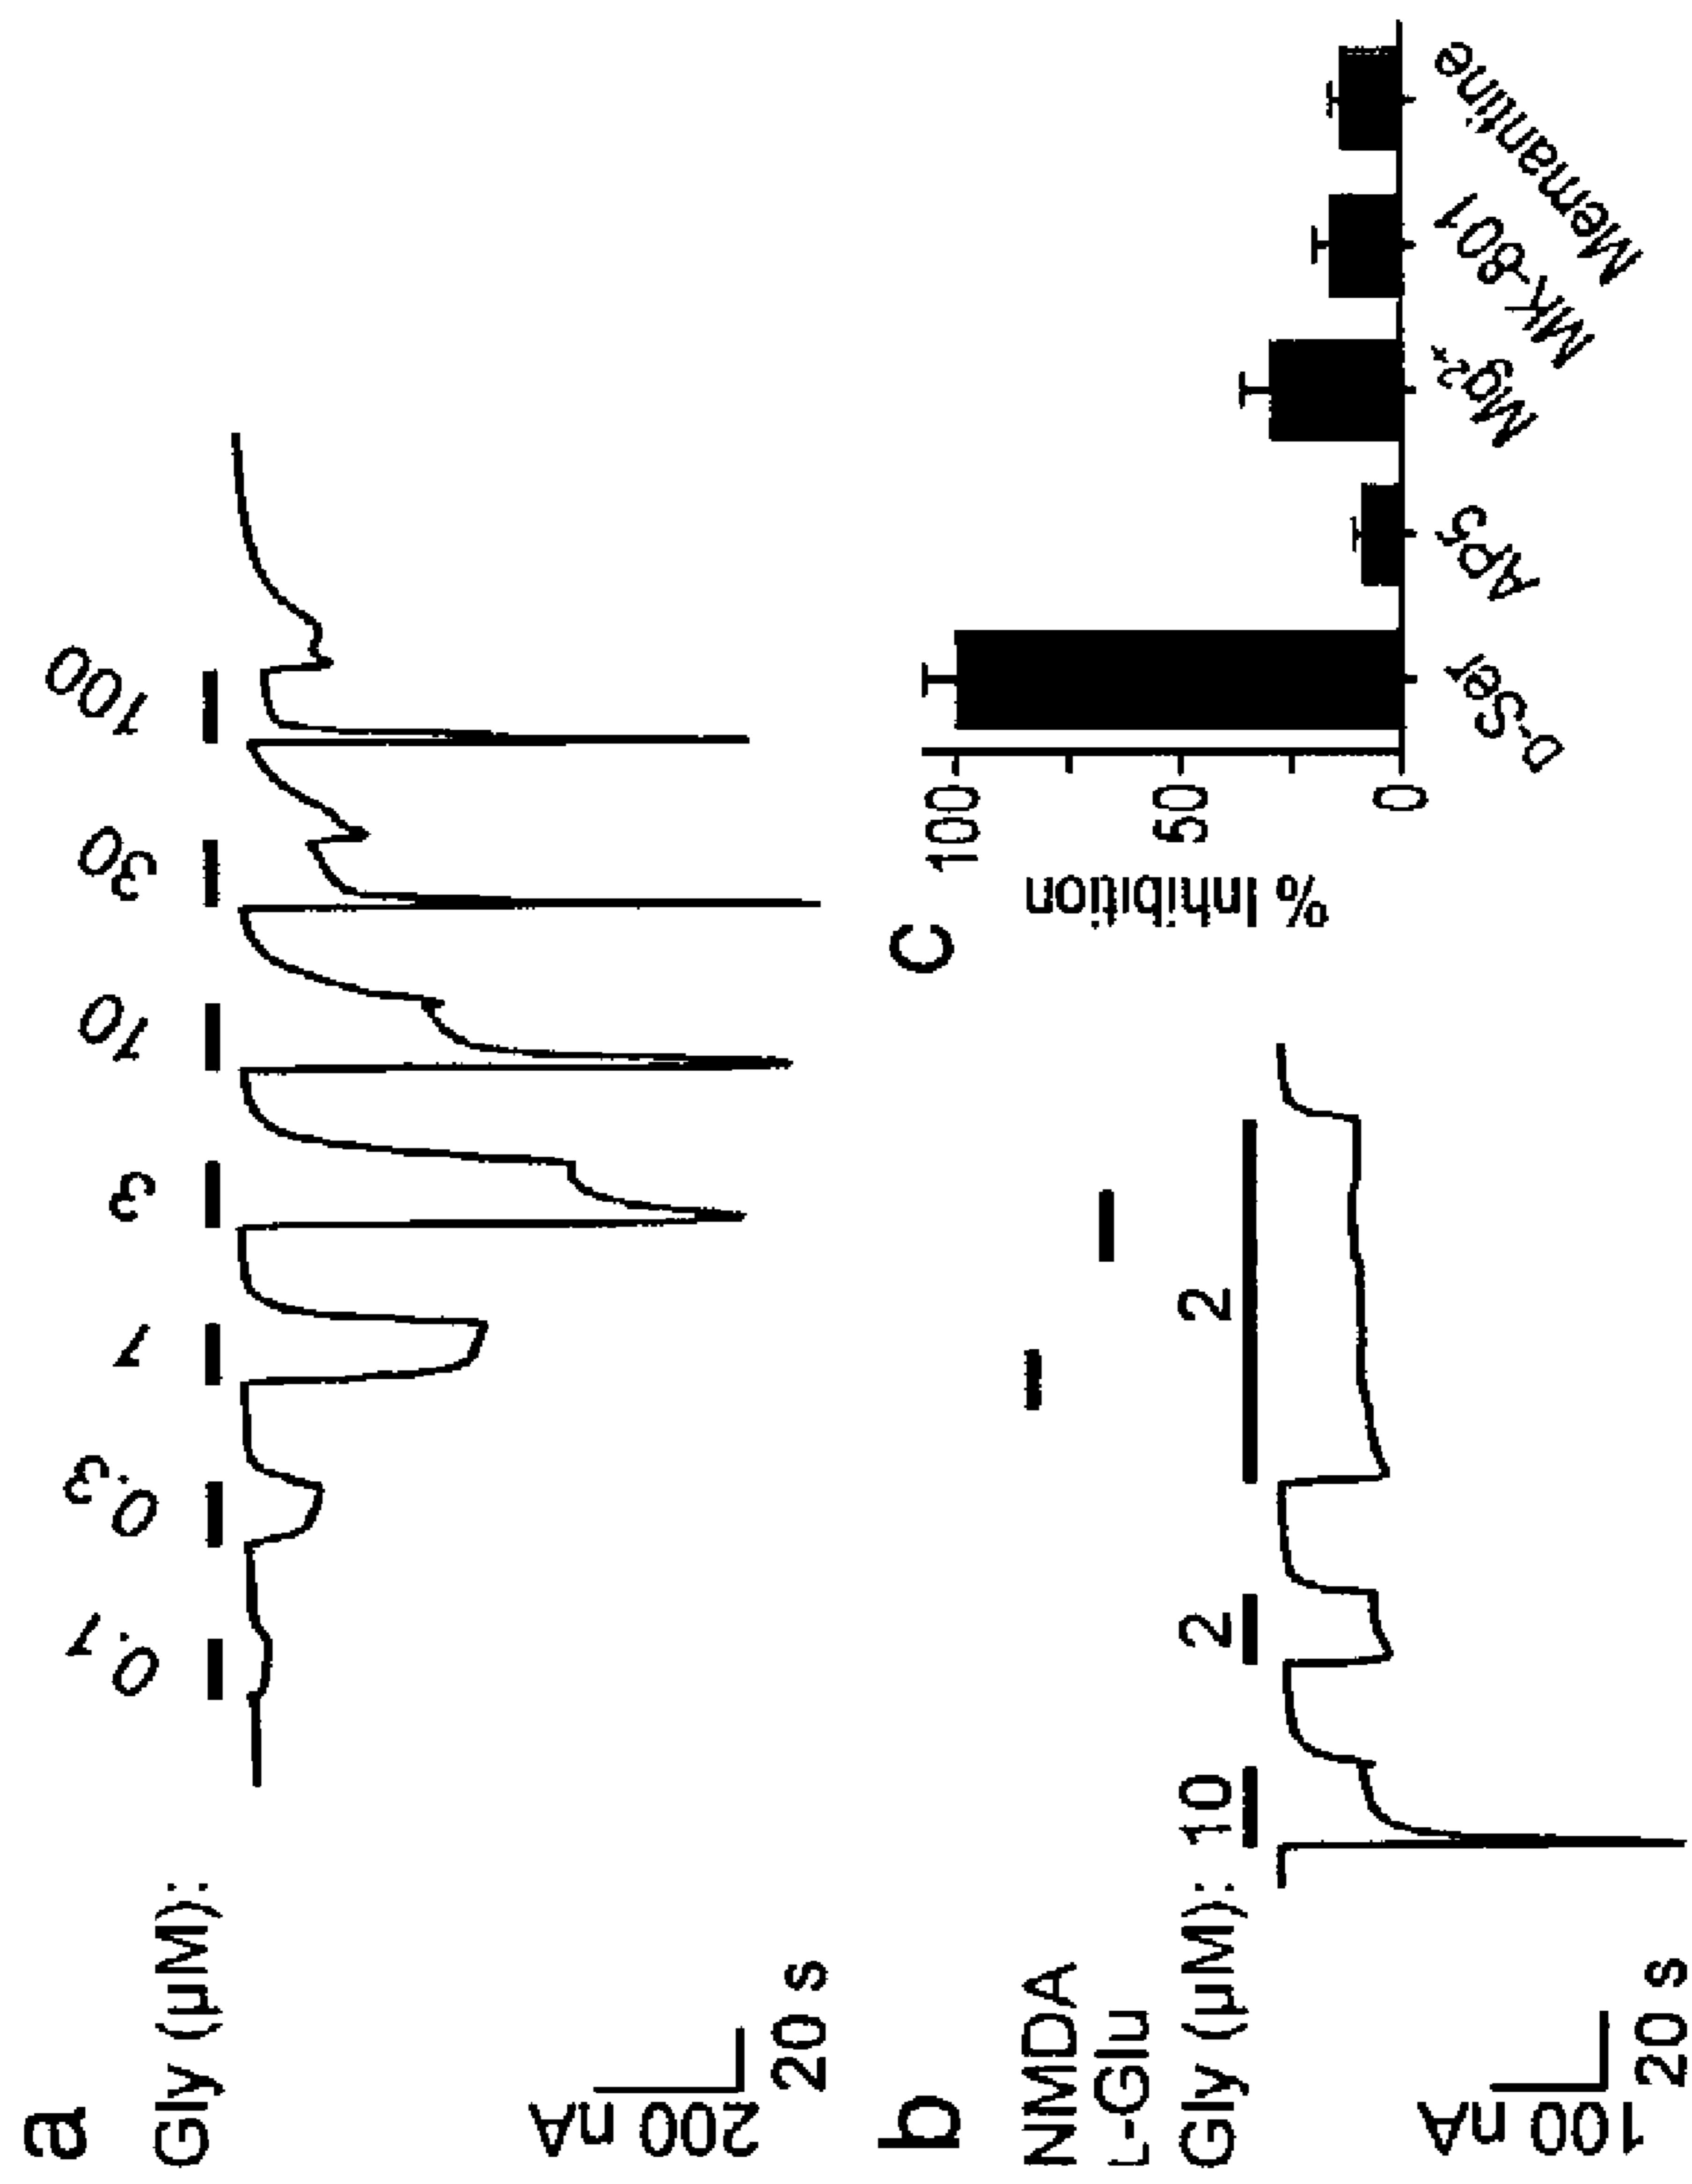 a
Gly (μM): 0.1 0.3 1 3 10 30 100
200 nA
20 s
b
NMDA
L-Glu
Gly (μM): 10 2 2
100 nA
20 s
c
% Inhibition
100
50
0
D-Ser AP5 Mg²⁺ MK-801 Memantine